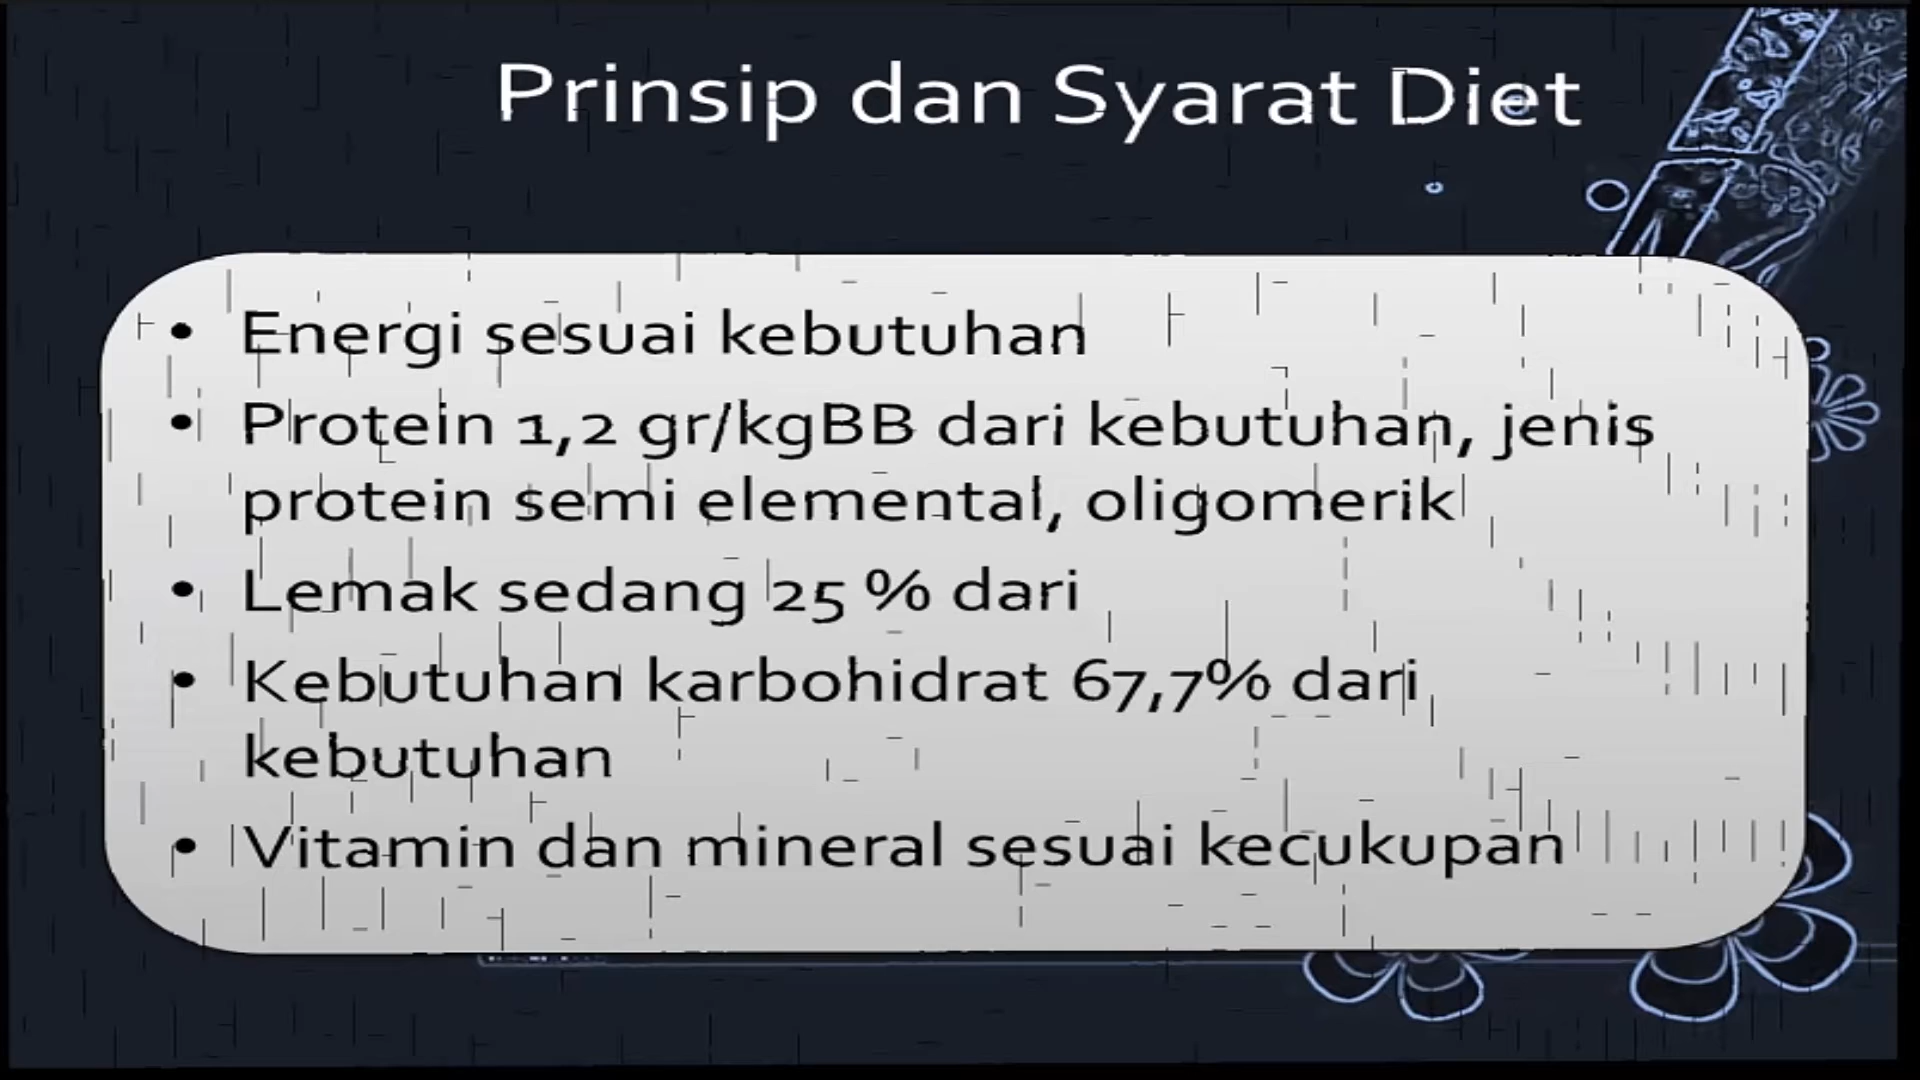 Prinsip dan Syarat Diet
• Energi sesuai kebutuhan
• Protein 1,2 gr/kgBB dari kebutuhan, jenis
protein semi elemental, oligomerik
• Lemak sedang 25 % dari
• Kebutuhan karbohidrat 67,7% dari
kebutuhan
• Vitamin dan mineral sesuai kecukupan